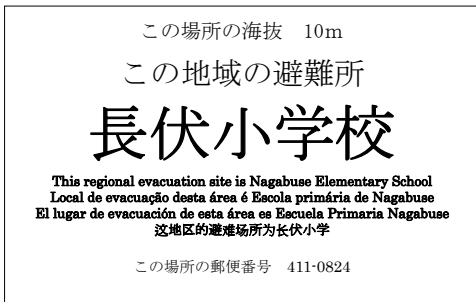 この場所の海抜　10m
この地域の避難所
長伏小学校
This regional evacuation site is Nagabuse Elementary School
Local de evacuação desta área é Escola primária de Nagabuse
El lugar de evacuación de esta área es Escuela Primaria Nagabuse
这地区的避难场所为长伏小学
この場所の郵便番号　411-0824